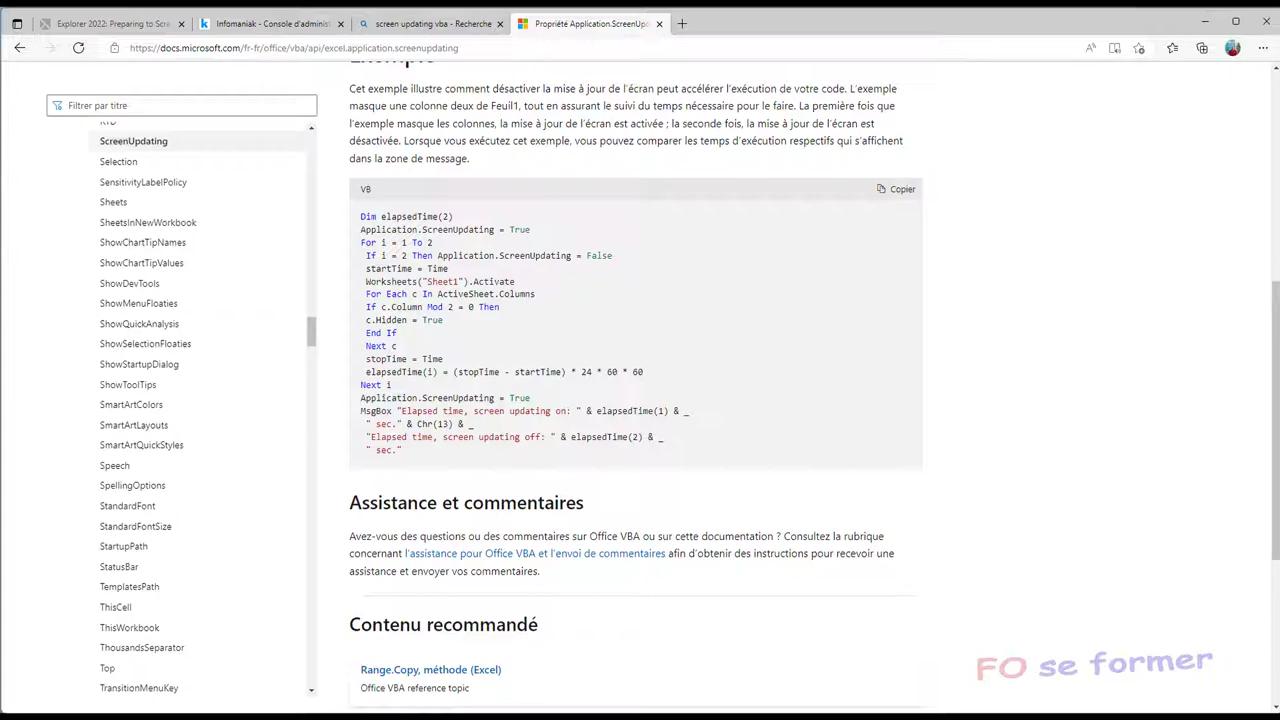 Explorer 2022: Preparing to Scre
Infomaniak - Console d'adminis
screen updating vba - Recherche
Propriété Application.ScreenUpd
https://docs.microsoft.com/fr-fr/office/vba/api/excel.application.screenupdating
Filtrer par titre
RTD
ScreenUpdating
Selection
SensitivityLabelPolicy
Sheets
SheetsInNewWorkbook
ShowChartTipNames
ShowChartTipValues
ShowDevTools
ShowMenuFloaties
ShowQuickAnalysis
ShowSelectionFloaties
ShowStartupDialog
ShowToolTips
SmartArtColors
SmartArtLayouts
SmartArtQuickStyles
Speech
SpellingOptions
StandardFont
StandardFontSize
StartupPath
StatusBar
TemplatesPath
ThisCell
ThisWorkbook
ThousandsSeparator
Top
TransitionMenuKey
Exemple
Cet exemple illustre comment désactiver la mise à jour de l'écran peut accélérer l'exécution de votre code. L'exemple
masque une colonne deux de Feuil1, tout en assurant le suivi du temps nécessaire pour le faire. La première fois que
l'exemple masque les colonnes, la mise à jour de l'écran est activée ; la seconde fois, la mise à jour de l'écran est
désactivée. Lorsque vous exécutez cet exemple, vous pouvez comparer les temps d'exécution respectifs qui s'affichent
dans la zone de message.
VB
Copier
Dim elapsedTime(2)
Application.ScreenUpdating = True
For i = 1 To 2
If i = 2 Then Application.ScreenUpdating = False
startTime = Time
Worksheets("Sheet1").Activate
For Each c In ActiveSheet.Columns
If c.Column Mod 2 = 0 Then
c.Hidden = True
End If
Next c
stopTime = Time
elapsedTime(i) = (stopTime - startTime) * 24 * 60 * 60
Next i
Application.ScreenUpdating = True
MsgBox "Elapsed time, screen updating on: " & elapsedTime(1) & _
" sec." & Chr(13) & _
"Elapsed time, screen updating off: " & elapsedTime(2) & _
" sec."
Assistance et commentaires
Avez-vous des questions ou des commentaires sur Office VBA ou sur cette documentation ? Consultez la rubrique
concernant l'assistance pour Office VBA et l'envoi de commentaires afin d'obtenir des instructions pour recevoir une
assistance et envoyer vos commentaires.
Contenu recommandé
Range.Copy, méthode (Excel)
Office VBA reference topic
FO se former